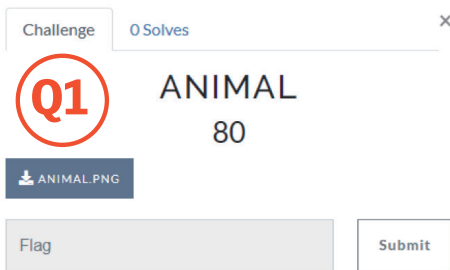 Challenge 0 Solves ×
Q1 ANIMAL
80
ANIMAL.PNG
Flag Submit